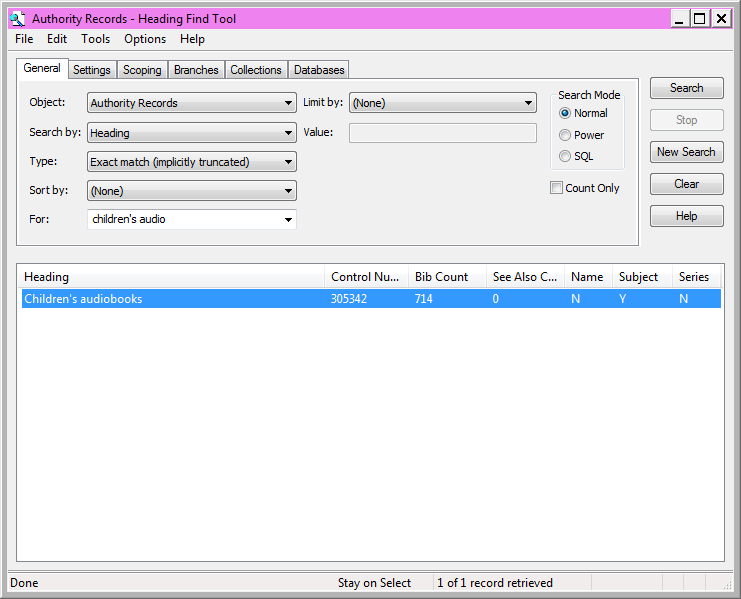 Authority Records - Heading Find Tool
File Edit Tools Options Help
General Settings Scoping Branches Collections Databases
Object: Authority Records Limit by: (None) Search Mode
Search by: Heading Value: Normal
Type: Exact match (implicitly truncated) Power
SQL
Sort by: (None) Count Only
For: children's audio
Search
Stop
New Search
Clear
Help
Heading Control Nu... Bib Count See Also C... Name Subject Series
Children's audiobooks 305342 714 0 N Y N
Done Stay on Select 1 of 1 record retrieved